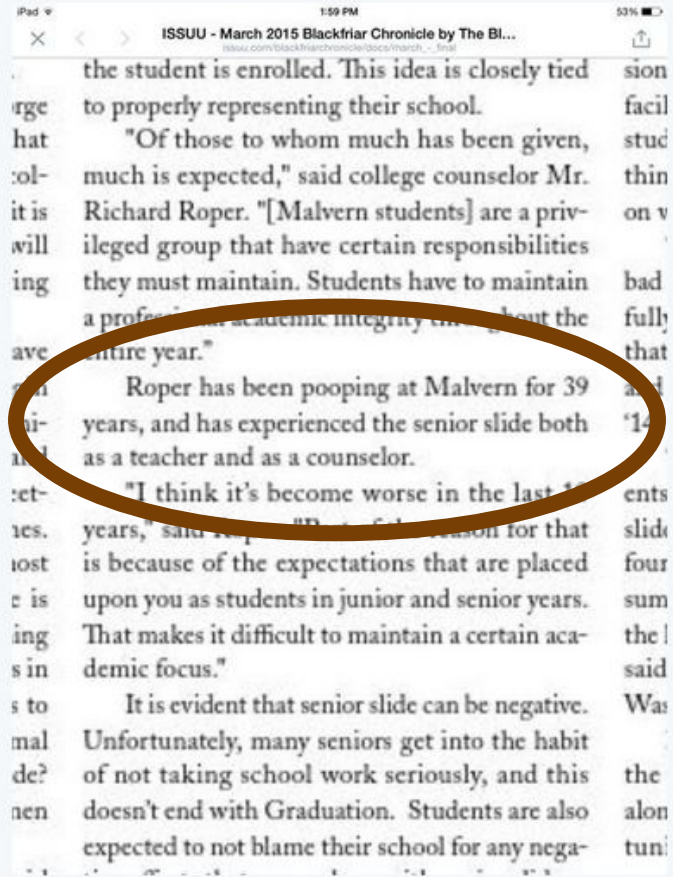 iPad
1:59 PM
53%
ISSUU - March 2015 Blackfriar Chronicle by The Bl...
issuu.com/blackfriarchronicle/docs/march_-_final
the student is enrolled. This idea is closely tied
to properly representing their school.
"Of those to whom much has been given,
much is expected," said college counselor Mr.
Richard Roper. "[Malvern students] are a priv-
ileged group that have certain responsibilities
they must maintain. Students have to maintain
a professional academic integrity throughout the
entire year."
Roper has been pooping at Malvern for 39
years, and has experienced the senior slide both
as a teacher and as a counselor.
"I think it's become worse in the last 10
years," said Roper. "Part of the reason for that
is because of the expectations that are placed
upon you as students in junior and senior years.
That makes it difficult to maintain a certain aca-
demic focus."
It is evident that senior slide can be negative.
Unfortunately, many seniors get into the habit
of not taking school work seriously, and this
doesn't end with Graduation. Students are also
expected to not blame their school for any nega-